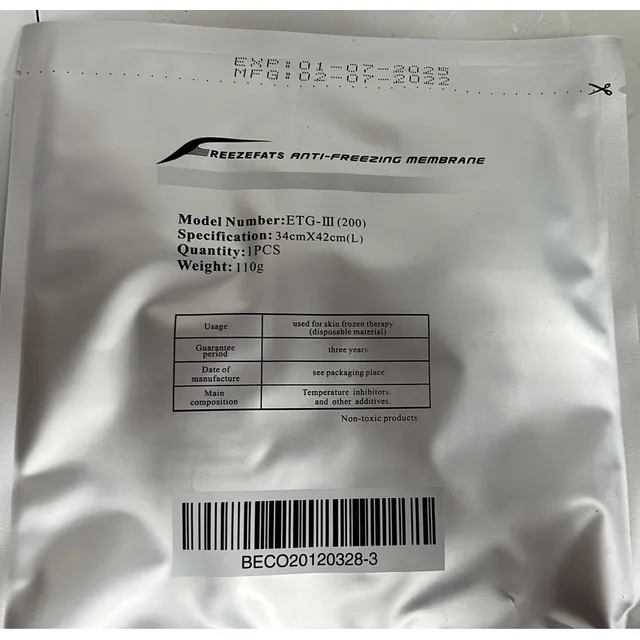 EXP:01-07-2025
MFG:02-07-2022
FREEZEFATS ANTI-FREEZING MEMBRANE
Model Number:ETG-III(200)
Specification: 34cmX42cm(L)
Quantity:1PCS
Weight: 110g
Usage used for skin frozen therapy
(disposable material)
Guarantee
period three years
Date of
manufacture see packaging place
Main
composition Temperature inhibitors.
and other additives.
Non-toxic products
BECO20120328-3